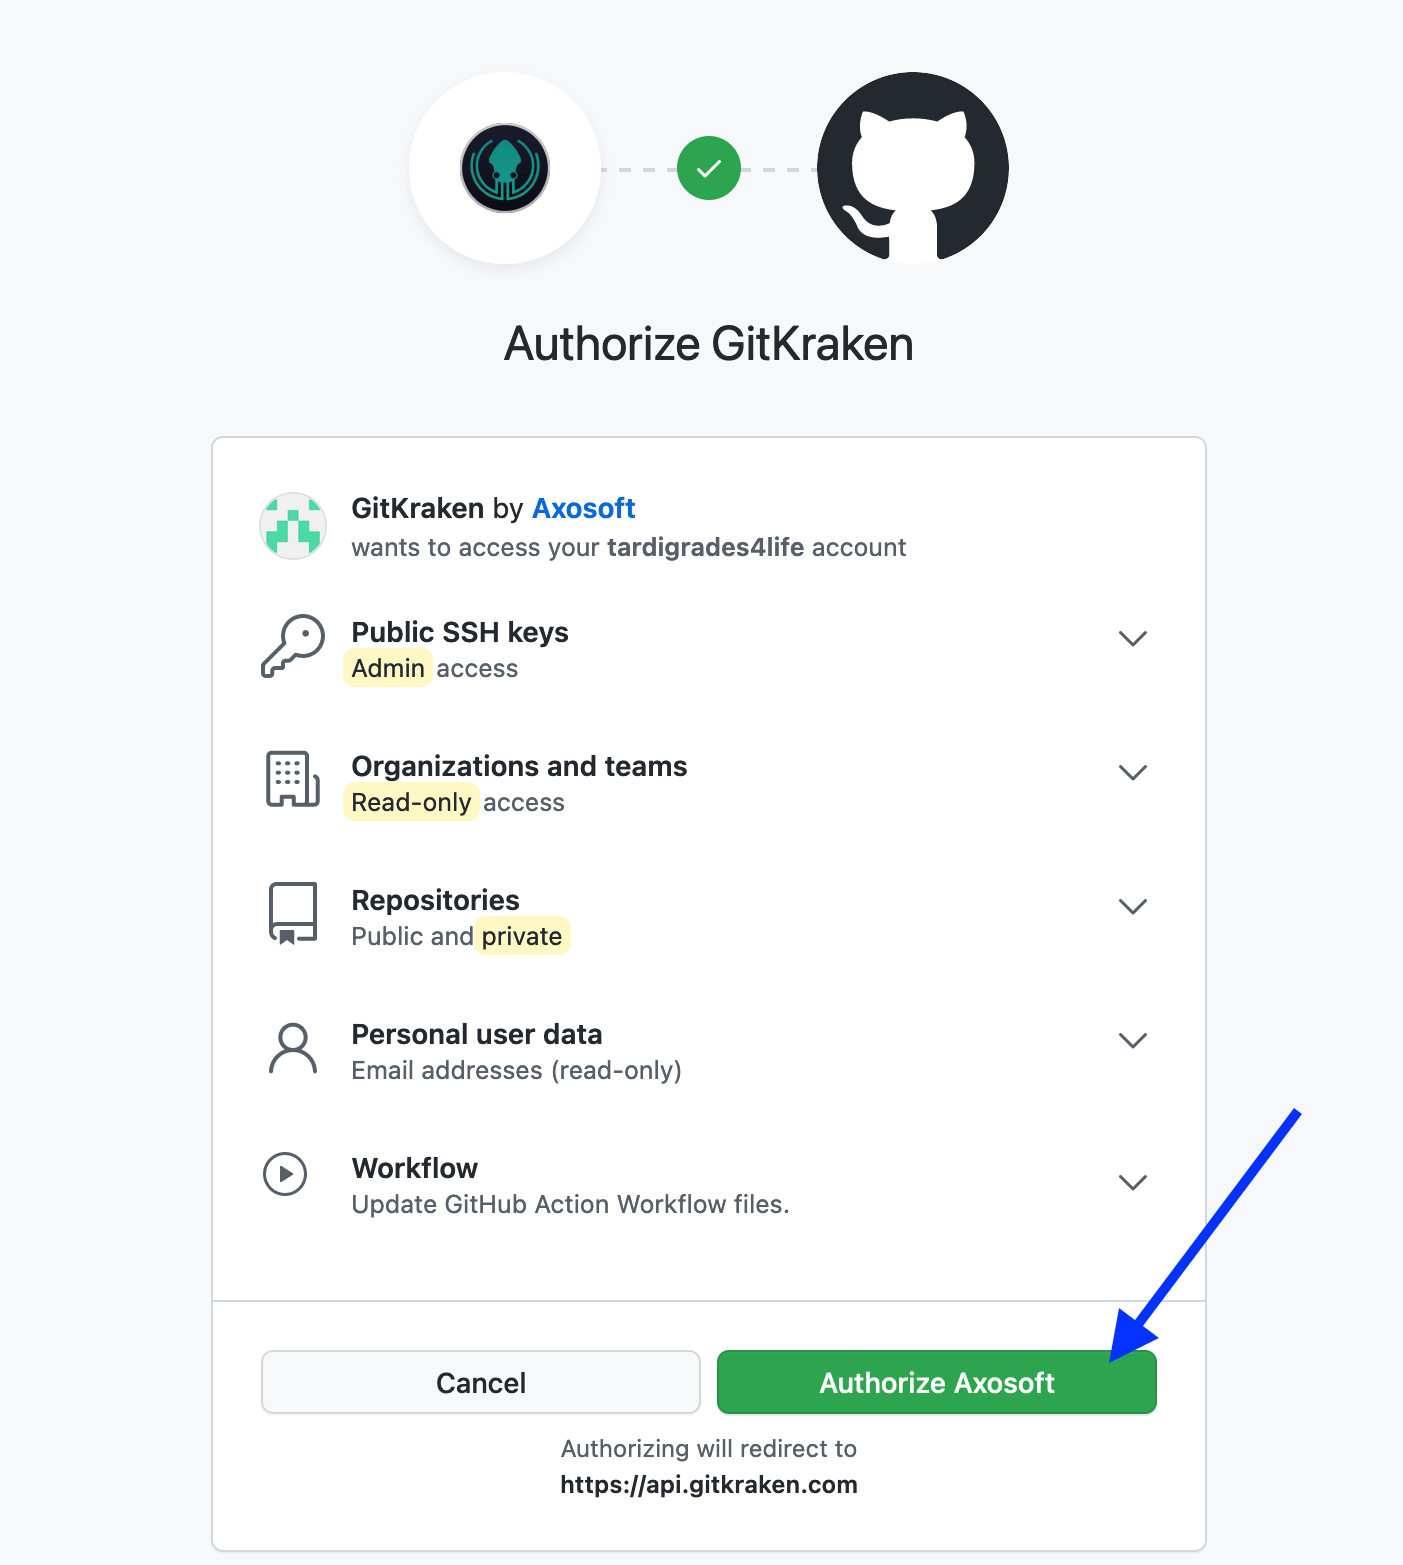 Authorize GitKraken
GitKraken by Axosoft
wants to access your tardigrades4life account
Public SSH keys
Admin access
Organizations and teams
Read-only access
Repositories
Public and private
Personal user data
Email addresses (read-only)
Workflow
Update GitHub Action Workflow files.
Cancel
Authorize Axosoft
Authorizing will redirect to
https://api.gitkraken.com